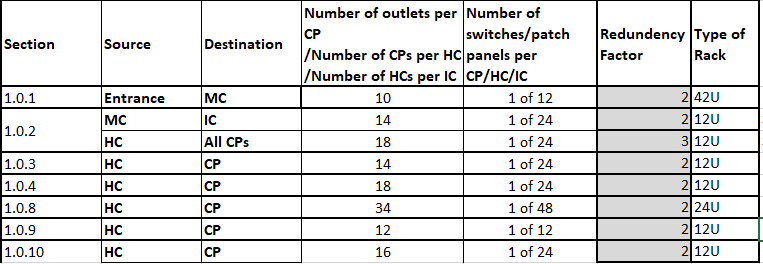 Section Source Destination Number of outlets per CP /Number of CPs per HC /Number of HCs per IC Number of switches/patch panels per CP/HC/IC Redundency Factor Type of Rack
1.0.1 Entrance MC 10 1 of 12 2 42U
1.0.2 MC IC 14 1 of 24 2 12U
HC All CPs 18 1 of 24 3 12U
1.0.3 HC CP 14 1 of 24 2 12U
1.0.4 HC CP 18 1 of 24 2 12U
1.0.8 HC CP 34 1 of 48 2 24U
1.0.9 HC CP 12 1 of 12 2 12U
1.0.10 HC CP 16 1 of 24 2 12U